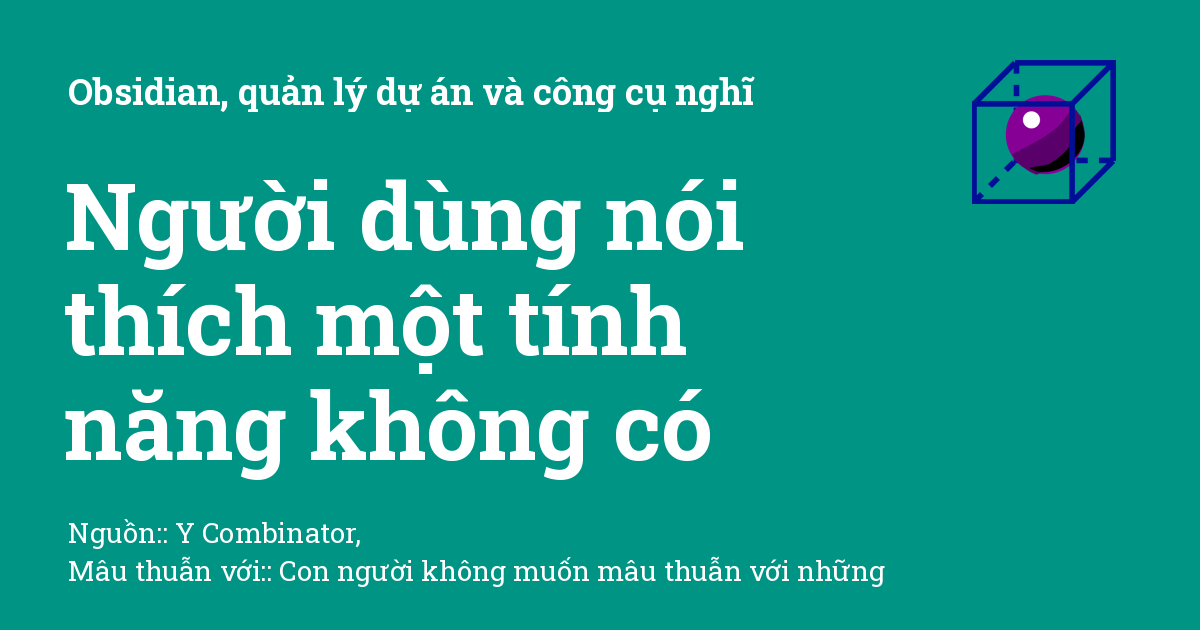 Obsidian, quản lý dự án và công cụ nghĩ
Người dùng nói
thích một tính
năng không có
Nguồn:: Y Combinator,
Mâu thuẫn với:: Con người không muốn mâu thuẫn với những